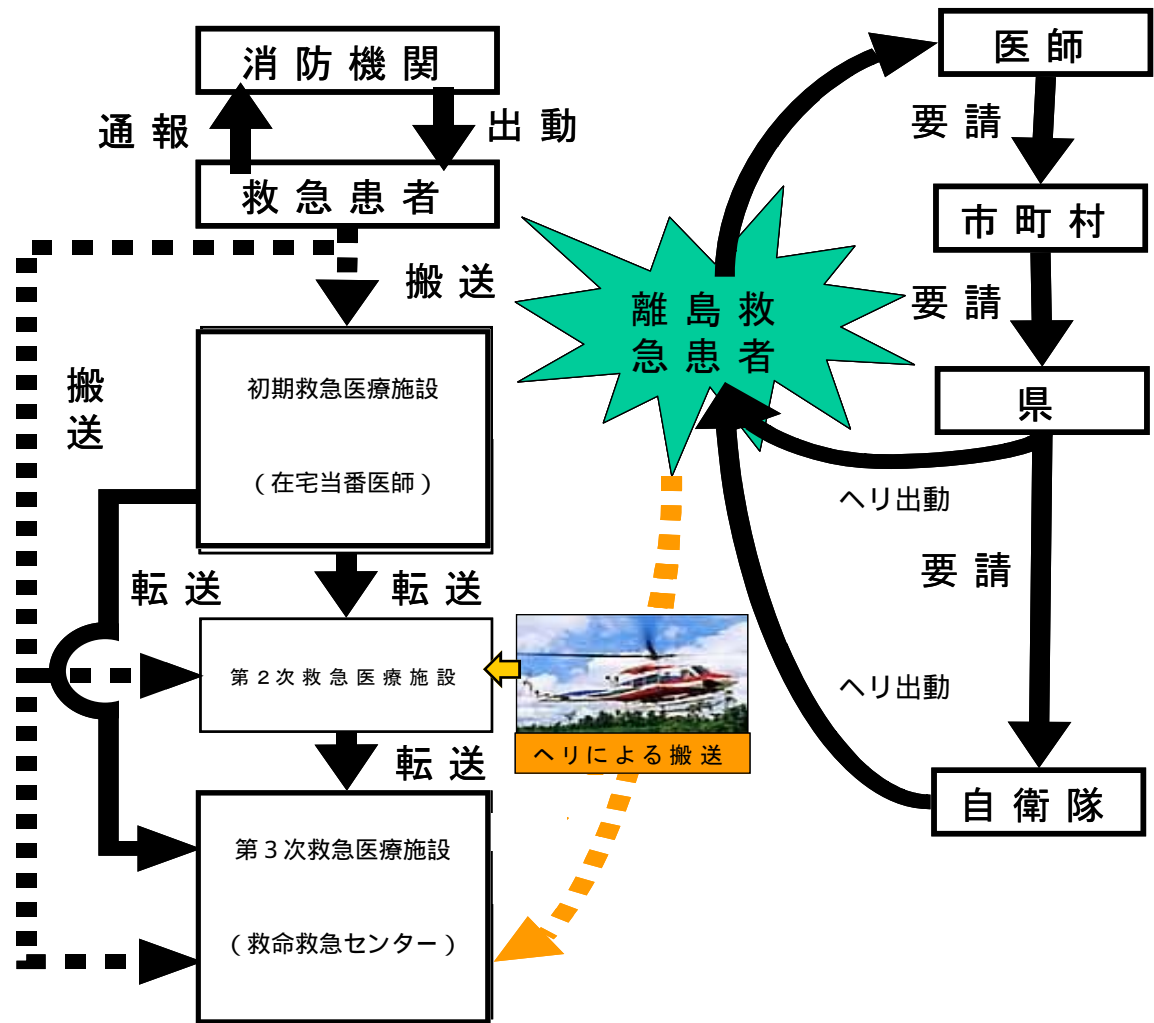 消防機関
通報
出動
救急患者
搬送
搬
送
初期救急医療施設
（在宅当番医師）
転送
転送
第2次救急医療施設
転送
第３次救急医療施設
（救命救急センター）
ヘリによる搬送
離島救
急患者
医師
要請
市町村
要請
県
ヘリ出動
要請
ヘリ出動
自衛隊